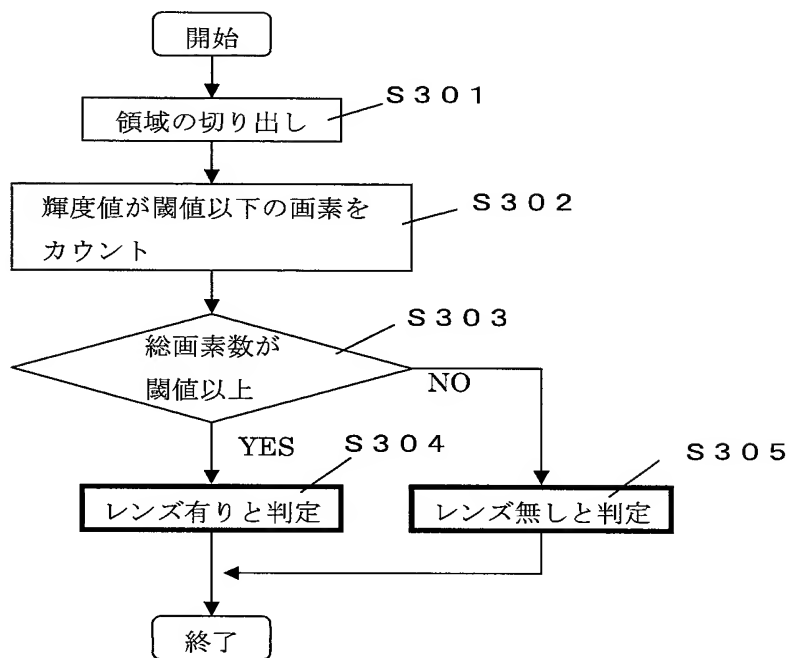 開始
S301
領域の切り出し
S302
輝度値が閾値以下の画素を
カウント
S303
総画素数が
閾値以上
NO
YES
S304
S305
レンズ有りと判定
レンズ無しと判定
終了